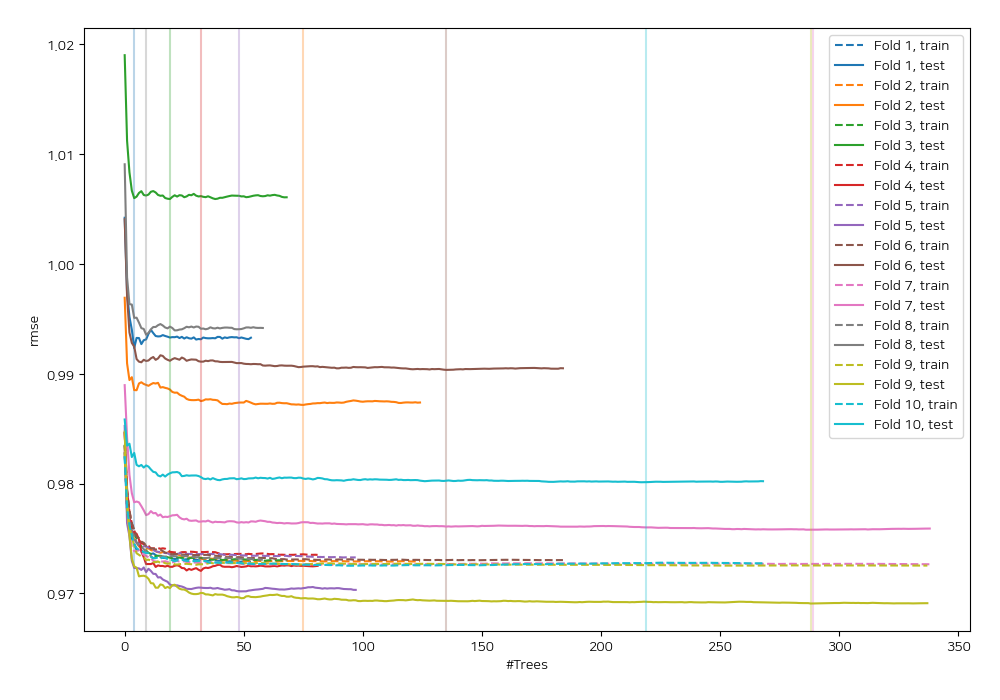 1,02
1,01
1,00
0,99
0,98
0,97
rmse
0
50
100
150
200
250
300
350
#Trees
Fold 1, train
Fold 1, test
Fold 2, train
Fold 2, test
Fold 3, train
Fold 3, test
Fold 4, train
Fold 4, test
Fold 5, train
Fold 5, test
Fold 6, train
Fold 6, test
Fold 7, train
Fold 7, test
Fold 8, train
Fold 8, test
Fold 9, train
Fold 9, test
Fold 10, train
Fold 10, test